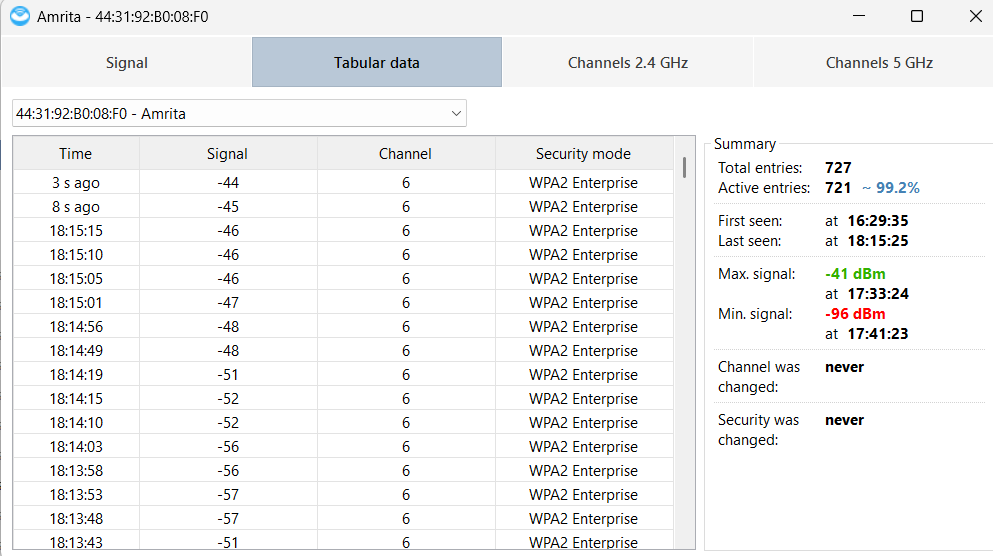 Amrita - 44:31:92:B0:08:F0
Signal Tabular data Channels 2.4 GHz Channels 5 GHz
44:31:92:B0:08:F0 - Amrita
Time Signal Channel Security mode
3 s ago -44 6 WPA2 Enterprise
8 s ago -45 6 WPA2 Enterprise
18:15:15 -46 6 WPA2 Enterprise
18:15:10 -46 6 WPA2 Enterprise
18:15:05 -46 6 WPA2 Enterprise
18:15:01 -47 6 WPA2 Enterprise
18:14:56 -48 6 WPA2 Enterprise
18:14:49 -48 6 WPA2 Enterprise
18:14:19 -51 6 WPA2 Enterprise
18:14:15 -52 6 WPA2 Enterprise
18:14:10 -52 6 WPA2 Enterprise
18:14:03 -56 6 WPA2 Enterprise
18:13:58 -56 6 WPA2 Enterprise
18:13:53 -57 6 WPA2 Enterprise
18:13:48 -57 6 WPA2 Enterprise
18:13:43 -51 6 WPA2 Enterprise
Summary
Total entries: 727
Active entries: 721 ~ 99.2%
First seen: at 16:29:35
Last seen: at 18:15:25
Max. signal: -41 dBm
at 17:33:24
Min. signal: -96 dBm
at 17:41:23
Channel was never
changed:
Security was never
changed: